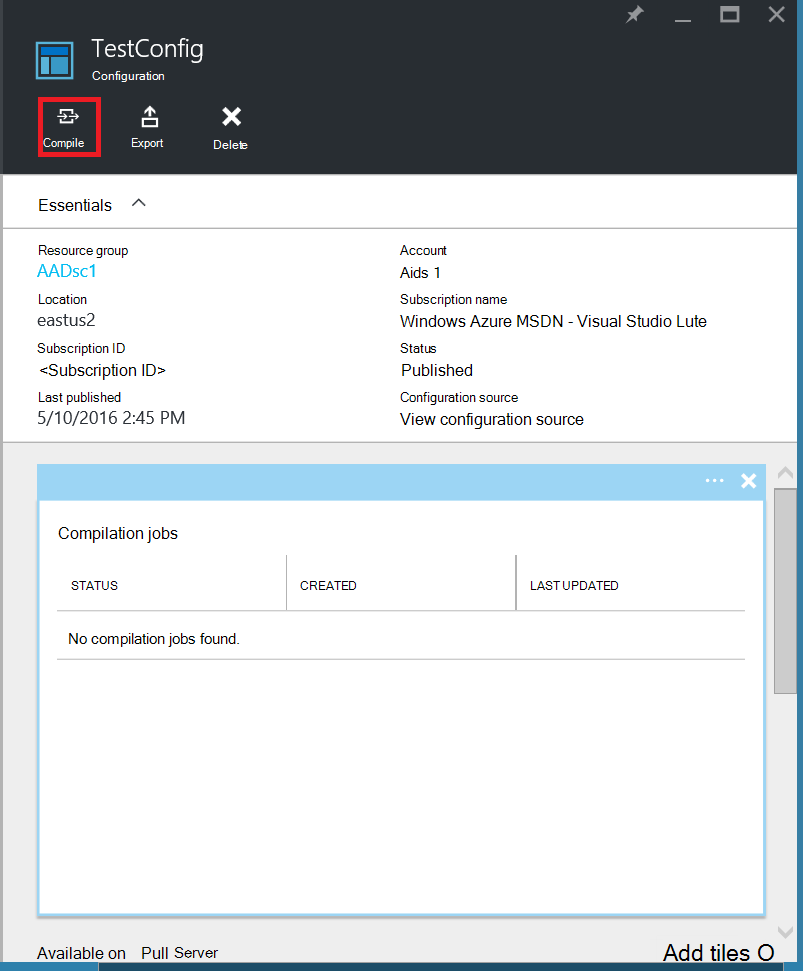 TestConfig
Configuration
Compile
Export
Delete
Essentials
Resource group
AADsc1
Location
eastus2
Subscription ID
<Subscription ID>
Last published
5/10/2016 2:45 PM
Account
Aids 1
Subscription name
Windows Azure MSDN - Visual Studio Lute
Status
Published
Configuration source
View configuration source
Compilation jobs
STATUS
CREATED
LAST UPDATED
No compilation jobs found.
Available on Pull Server
Add tiles O